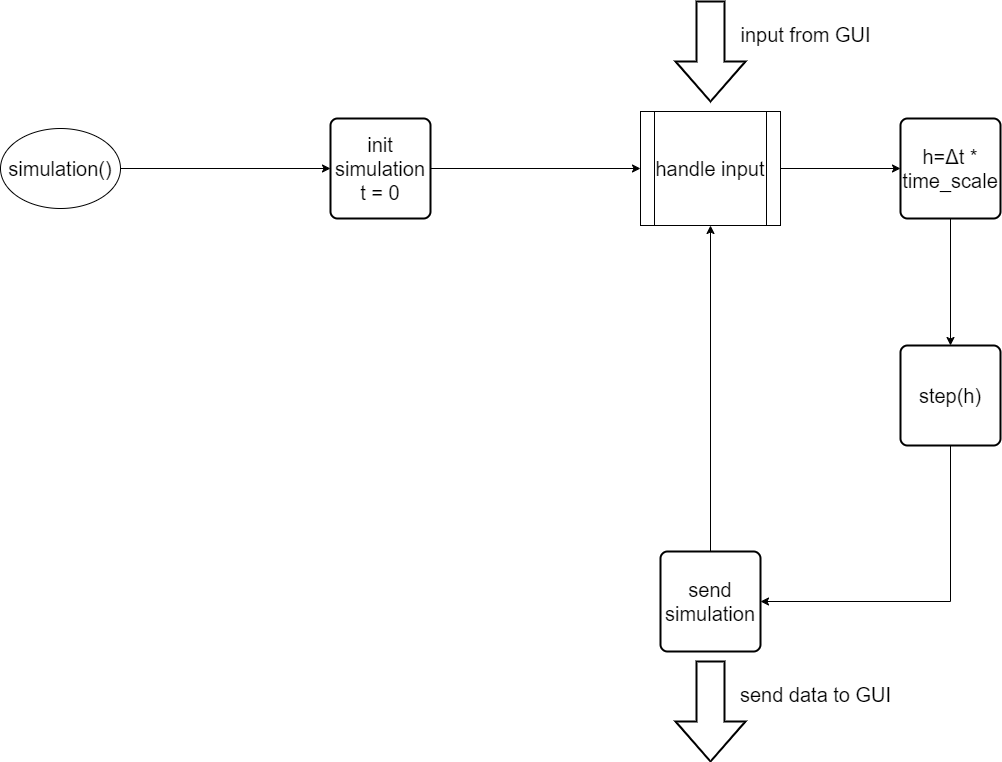 input from GUI
simulation()
init
simulation
t = 0
handle input
h=Δt *
time_scale
step(h)
send
simulation
send data to GUI